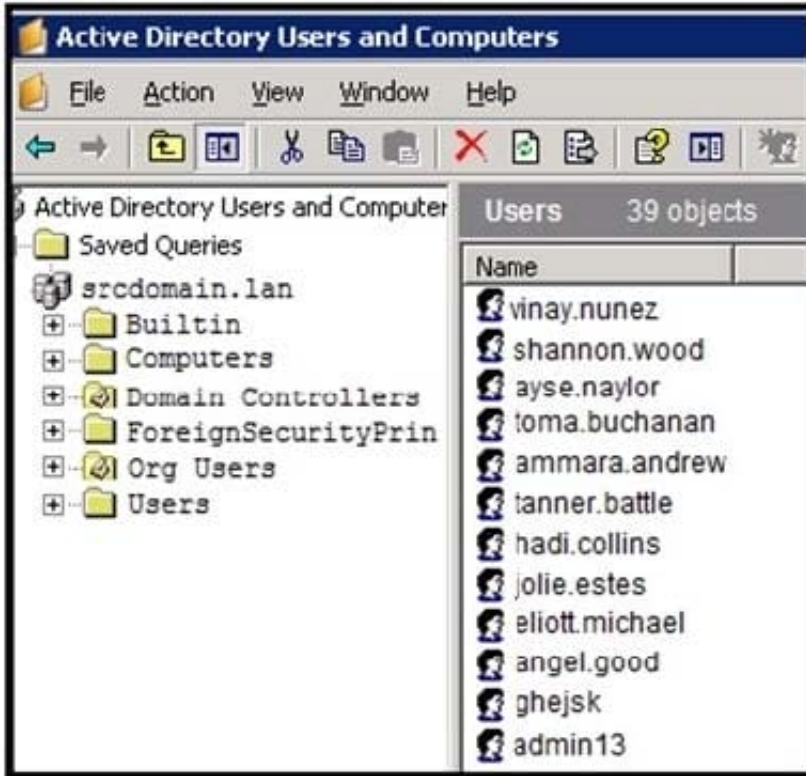 Active Directory Users and Computers
File Action View Window Help
Active Directory Users and Computer
Saved Queries
srcdomain.lan
Builtin
Computers
Domain Controllers
ForeignSecurityPrin
Org Users
Users
Users 39 objects
Name
vinay.nunez
shannon.wood
ayse.naylor
toma.buchanan
ammara.andrew
tanner.battle
hadi.collins
jolie.estes
eliott.michael
angel.good
ghejsk
admin13